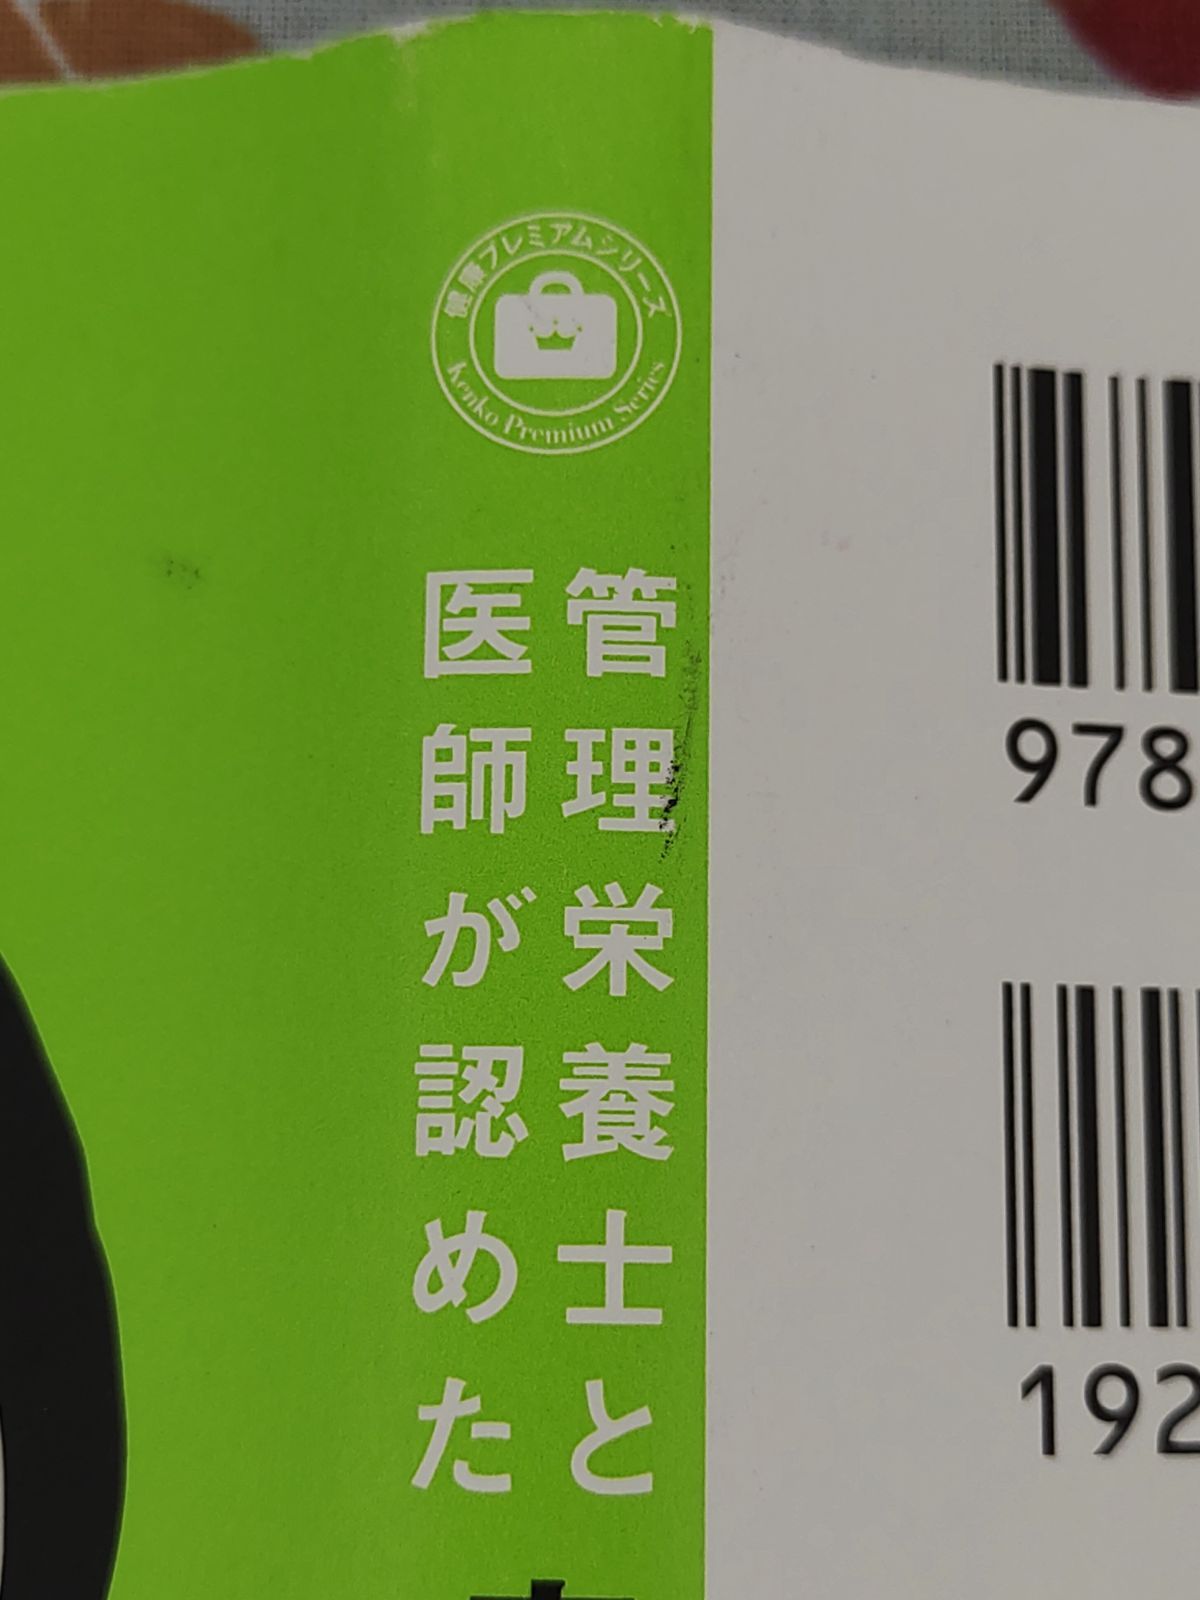 健康プレミアムシリーズ
Kenko Premium Series
管理栄養士と
医師が認めた
978
192